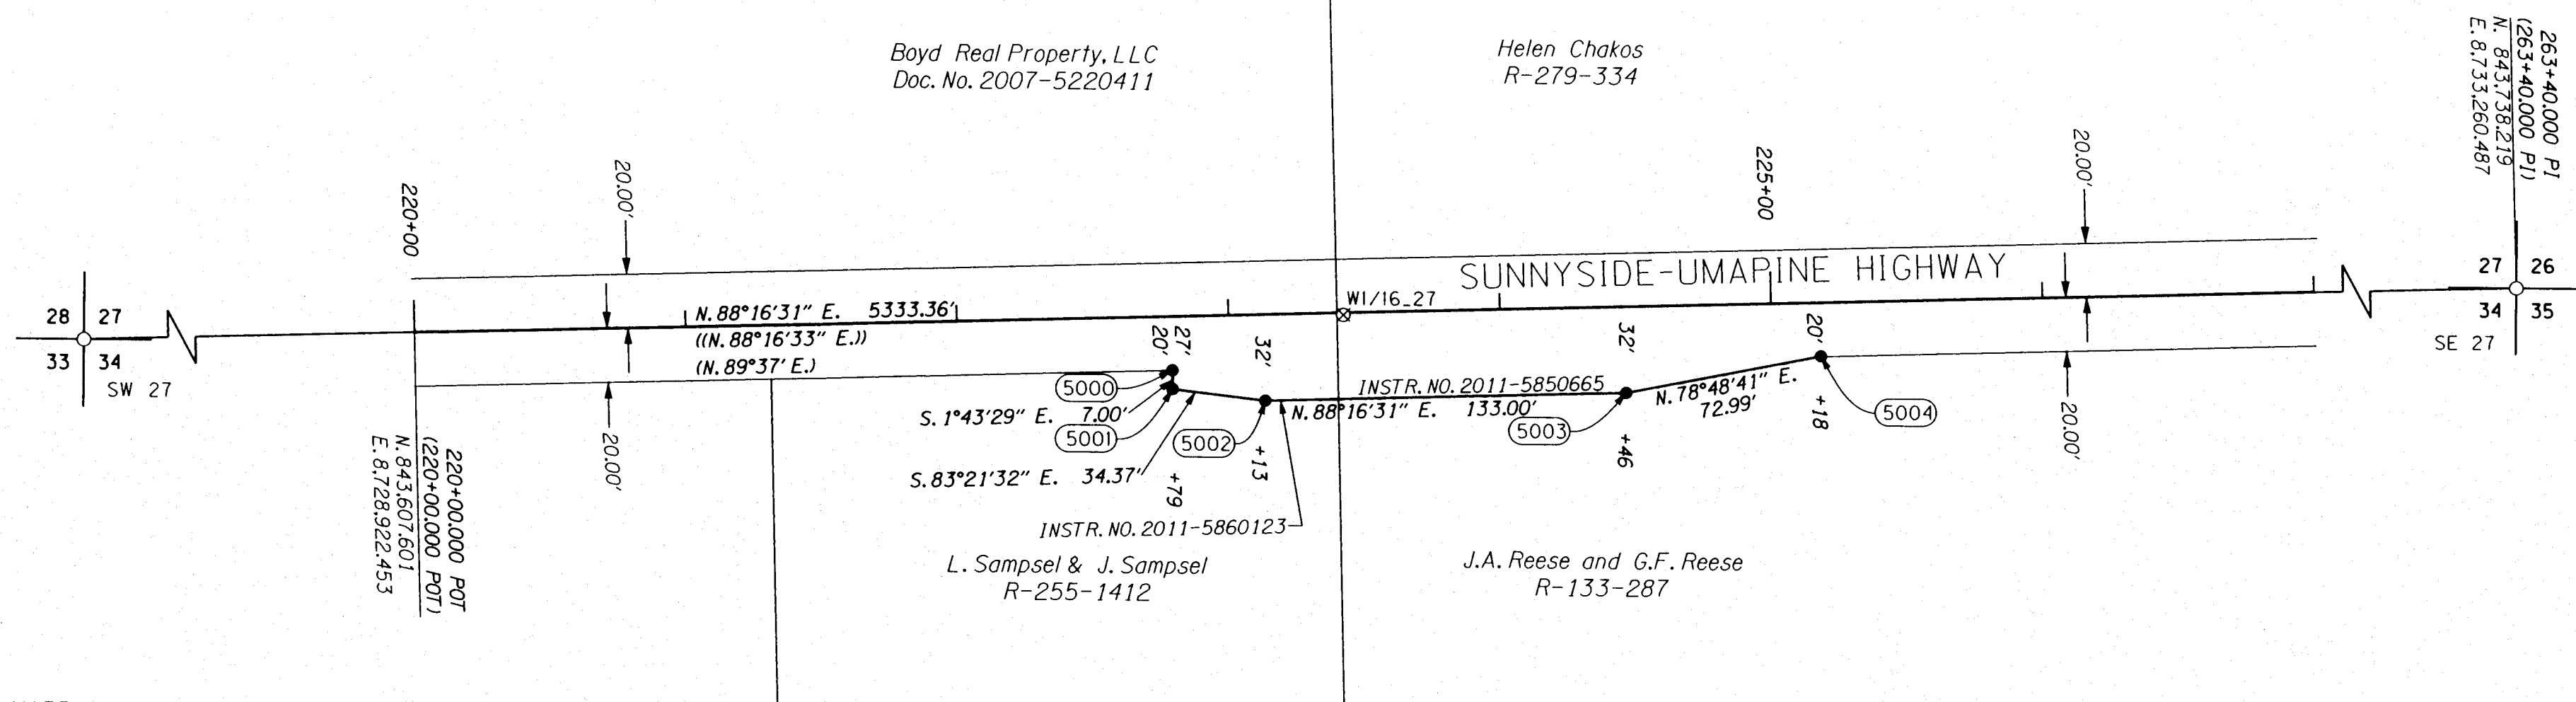 Boyd Real Property, LLC
Doc. No. 2007-5220411
Helen Chakos
R-279-334
263+40.000 PI
(263+40.000 PI)
N. 843,738.219
E. 8,733,260.487
220+00
20.00'
225+00
20.00'
SUNNYSIDE-UMAPINE HIGHWAY
28 27
33 34
SW 27
27 26
34 35
SE 27
N. 88°16'31" E. 5333.36'
((N. 88°16'33" E.))
(N. 89°37' E.)
W1/16_27
27'
20'
32'
32'
20'
5000
S. 1°43'29" E. 7.00'
5001
5002
INSTR. NO. 2011-5850665
N. 88°16'31" E. 133.00'
5003
N. 78°48'41" E.
72.99'
5004
+18
+46
+13
+79
20.00'
20.00'
S. 83°21'32" E. 34.37'
INSTR. NO. 2011-5860123
220+00.000 POT
(220+00.000 POT)
N. 843,607.601
E. 8,728,922.453
L. Sampsel & J. Sampsel
R-255-1412
J.A. Reese and G.F. Reese
R-133-287